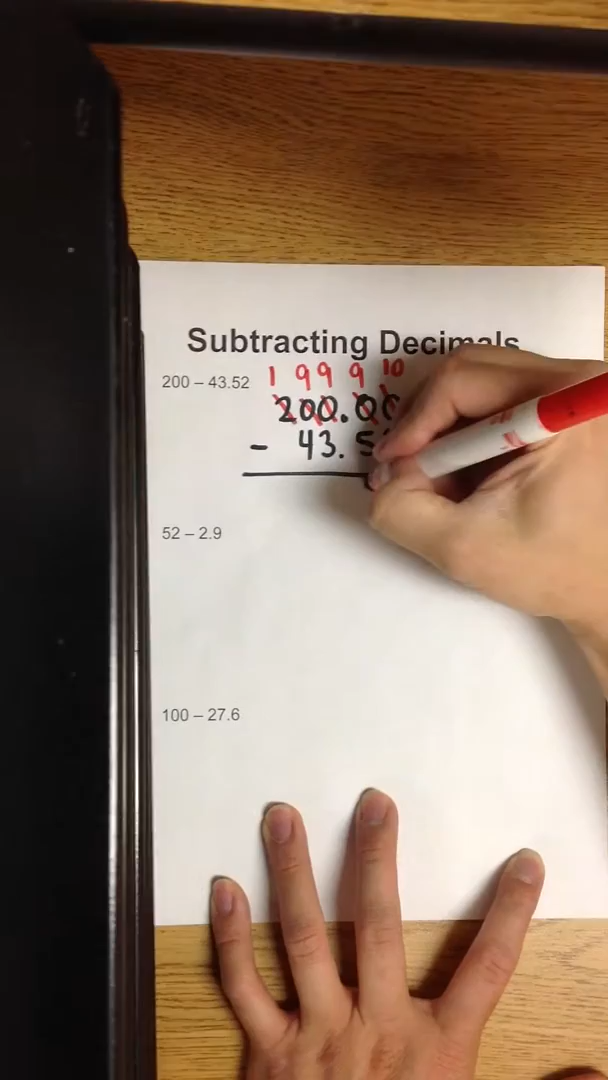 Subtracting Decimals
200 – 43.52
1 9 9 9 10
200.00
- 43.5
52 – 2.9
100 – 27.6